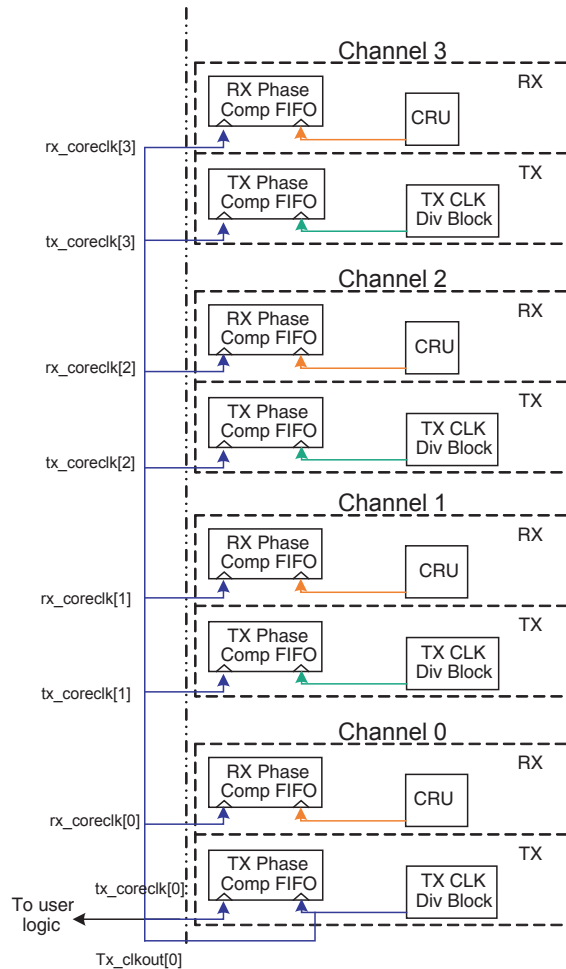 Channel 3
RX
RX Phase
Comp FIFO
CRU
rx_coreclk[3]
TX
TX Phase
Comp FIFO
TX CLK
Div Block
tx_coreclk[3]
Channel 2
RX
RX Phase
Comp FIFO
CRU
rx_coreclk[2]
TX
TX Phase
Comp FIFO
TX CLK
Div Block
tx_coreclk[2]
Channel 1
RX
RX Phase
Comp FIFO
CRU
rx_coreclk[1]
TX
TX Phase
Comp FIFO
TX CLK
Div Block
tx_coreclk[1]
Channel 0
RX
RX Phase
Comp FIFO
CRU
rx_coreclk[0]
TX
TX Phase
Comp FIFO
TX CLK
Div Block
tx_coreclk[0]
To user
logic
Tx_clkout[0]